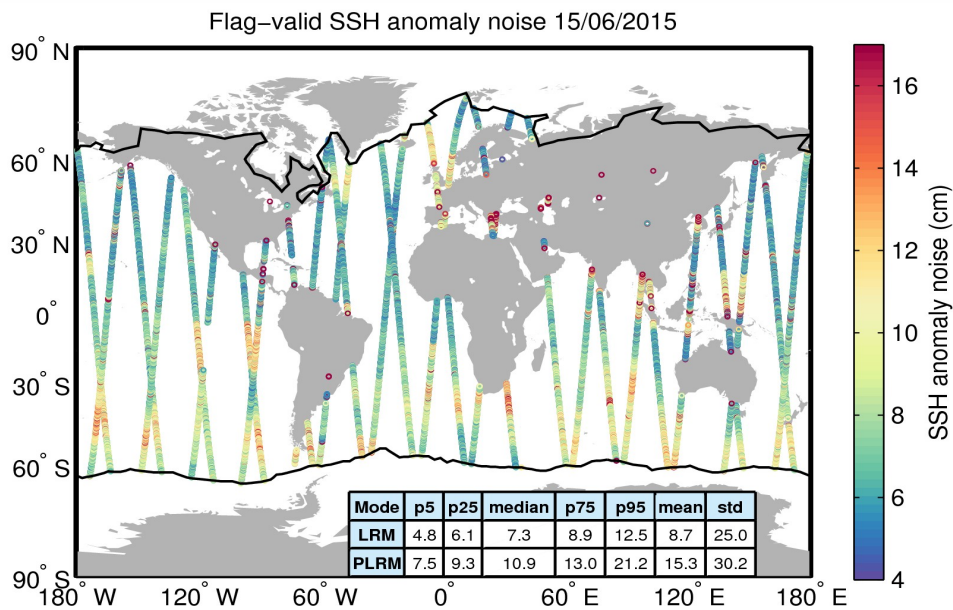 Flag−valid SSH anomaly noise 15/06/2015
90° N
60° N
30° N
0°
30° S
60° S
90° S
180° W 120° W 60° W 0° 60° E 120° E 180° E
16
14
12
10
8
6
4
SSH anomaly noise (cm)
Mode p5 p25 median p75 p95 mean std
LRM 4.8 6.1 7.3 8.9 12.5 8.7 25.0
PLRM 7.5 9.3 10.9 13.0 21.2 15.3 30.2